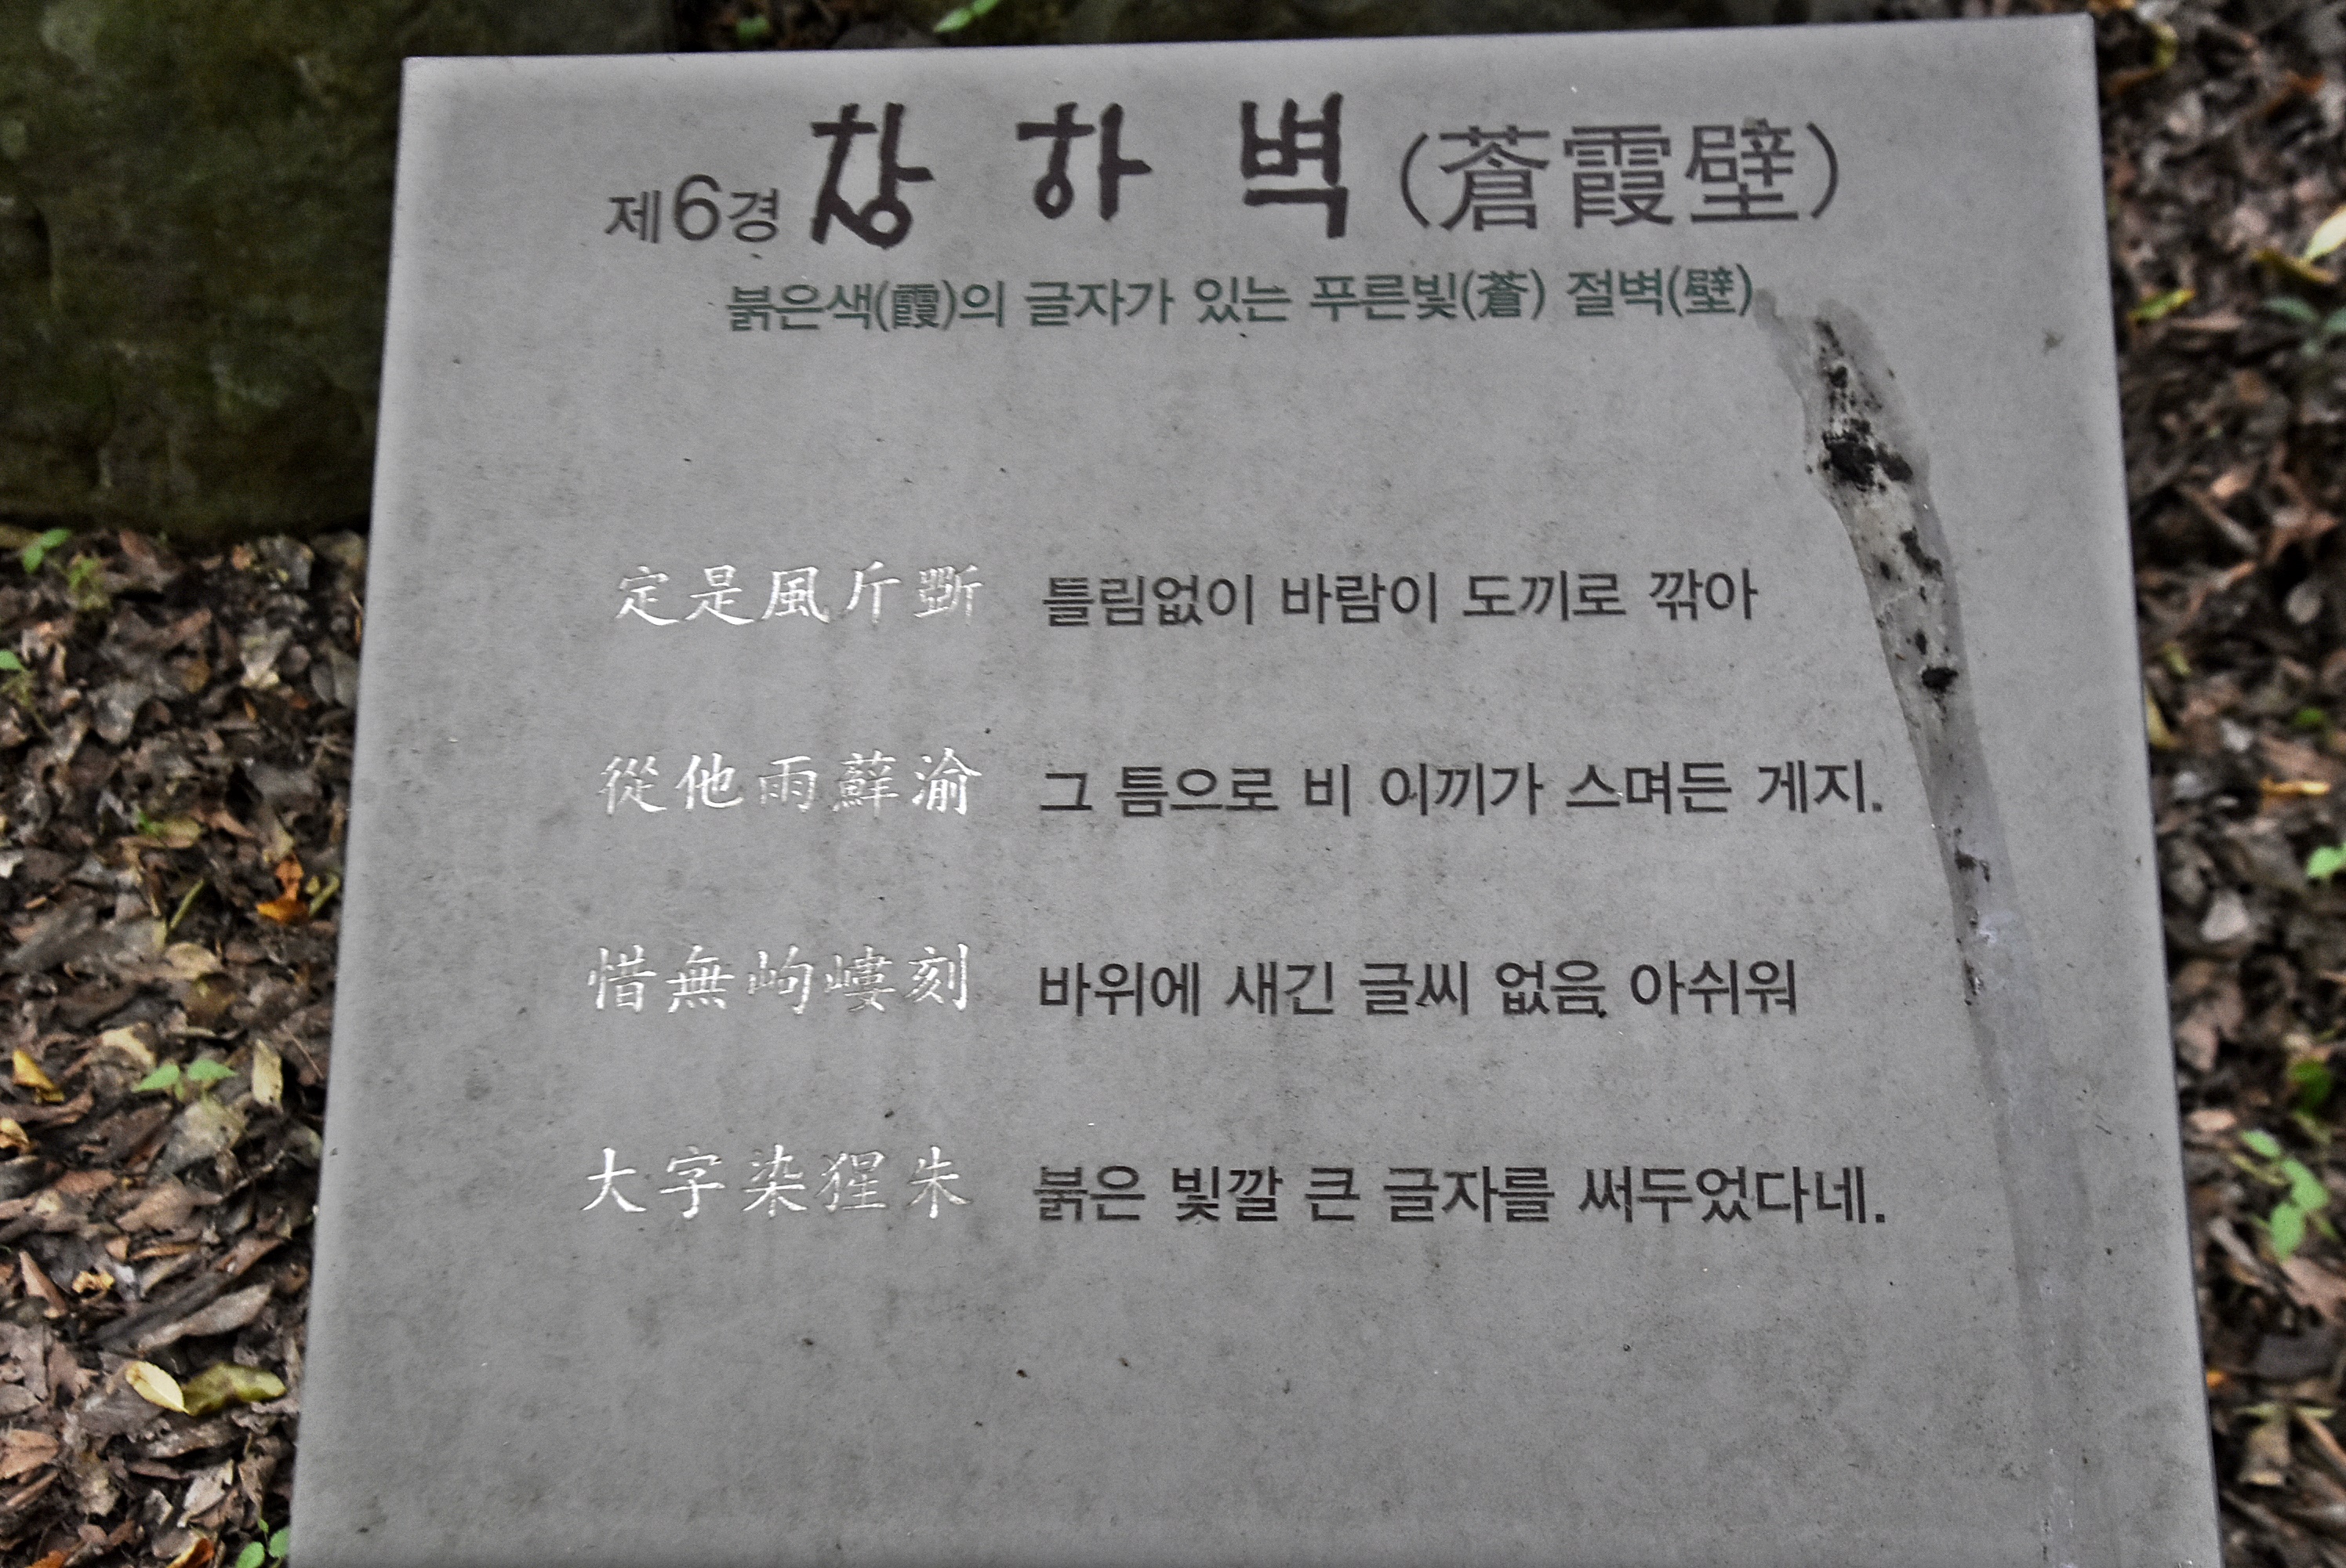 제6경 창하벽(蒼霞壁)
붉은색(霞)의 글자가 있는 푸른빛(蒼) 절벽(壁)
定是風斤斲 틀림없이 바람이 도끼로 깎아
從他雨蘚渝 그 틈으로 비 이끼가 스며든 게지.
惜無岣嶁刻 바위에 새긴 글씨 없음 아쉬워
大字染猩朱 붉은 빛깔 큰 글자를 써두었다네.